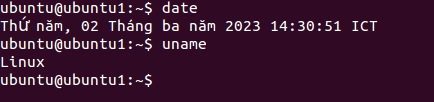 ubuntu@ubuntu1:~$ date
Thứ năm, 02 Tháng ba năm 2023 14:30:51 ICT
ubuntu@ubuntu1:~$ uname
Linux
ubuntu@ubuntu1:~$